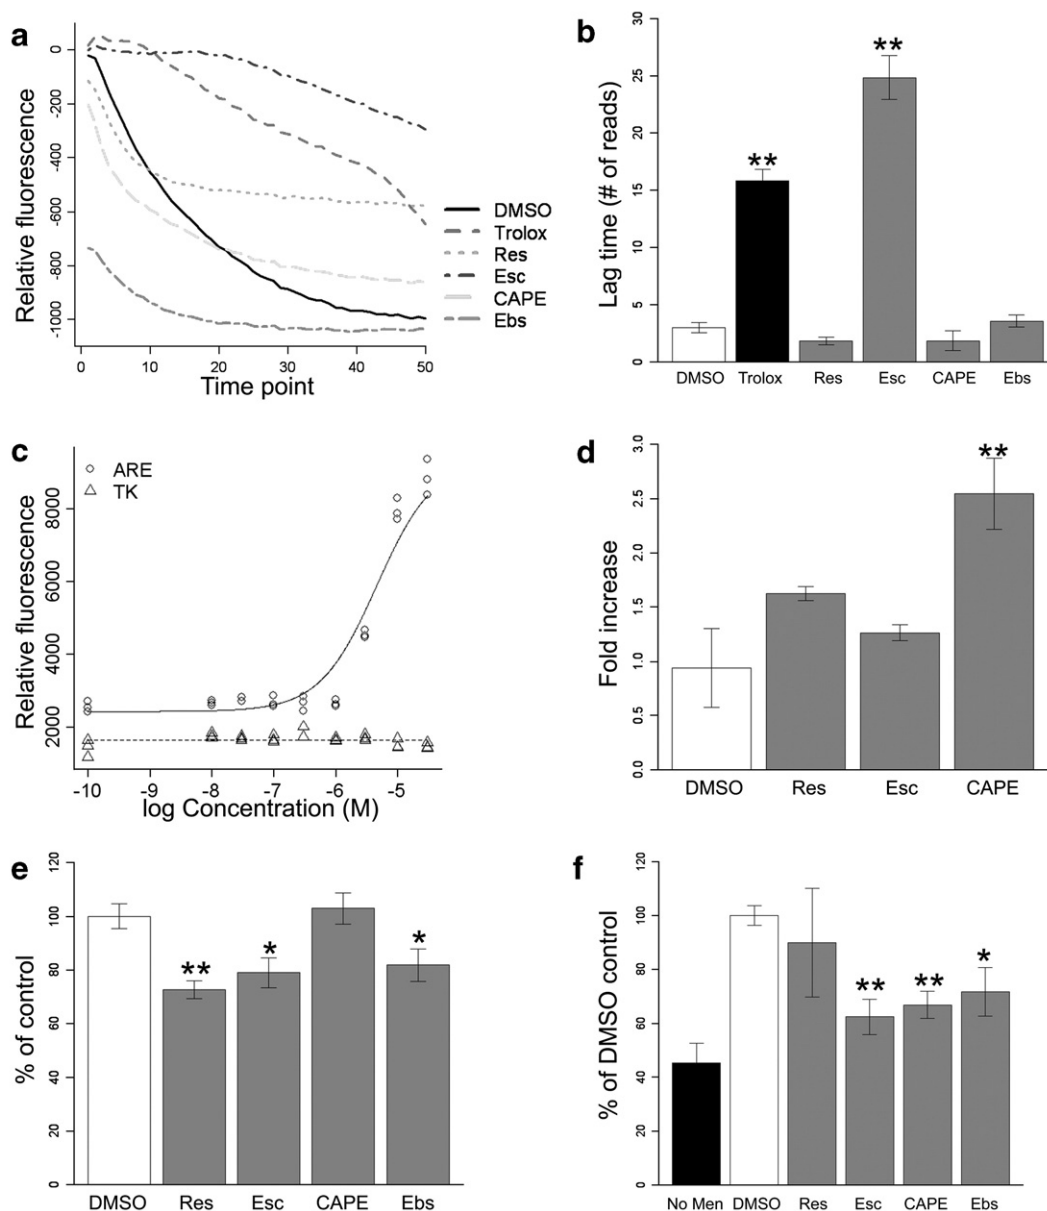 a
Relative fluorescence
0
-200
-400
-600
-800
-1000
0 10 20 30 40 50
Time point
DMSO
Trolox
Res
Esc
CAPE
Ebs
b
Lag time (# of reads)
30
25
20
15
10
5
0
** **
DMSO Trolox Res Esc CAPE Ebs
c
Relative fluorescence
8000
6000
4000
2000
ARE
TK
-10 -9 -8 -7 -6 -5
log Concentration (M)
d
Fold increase
3.0
2.5
2.0
1.5
1.0
0.5
0.0
**
DMSO Res Esc CAPE
e
% of control
120
100
80
60
40
20
0
** * *
DMSO Res Esc CAPE Ebs
f
% of DMSO control
120
100
80
60
40
20
0
** ** *
No Men DMSO Res Esc CAPE Ebs